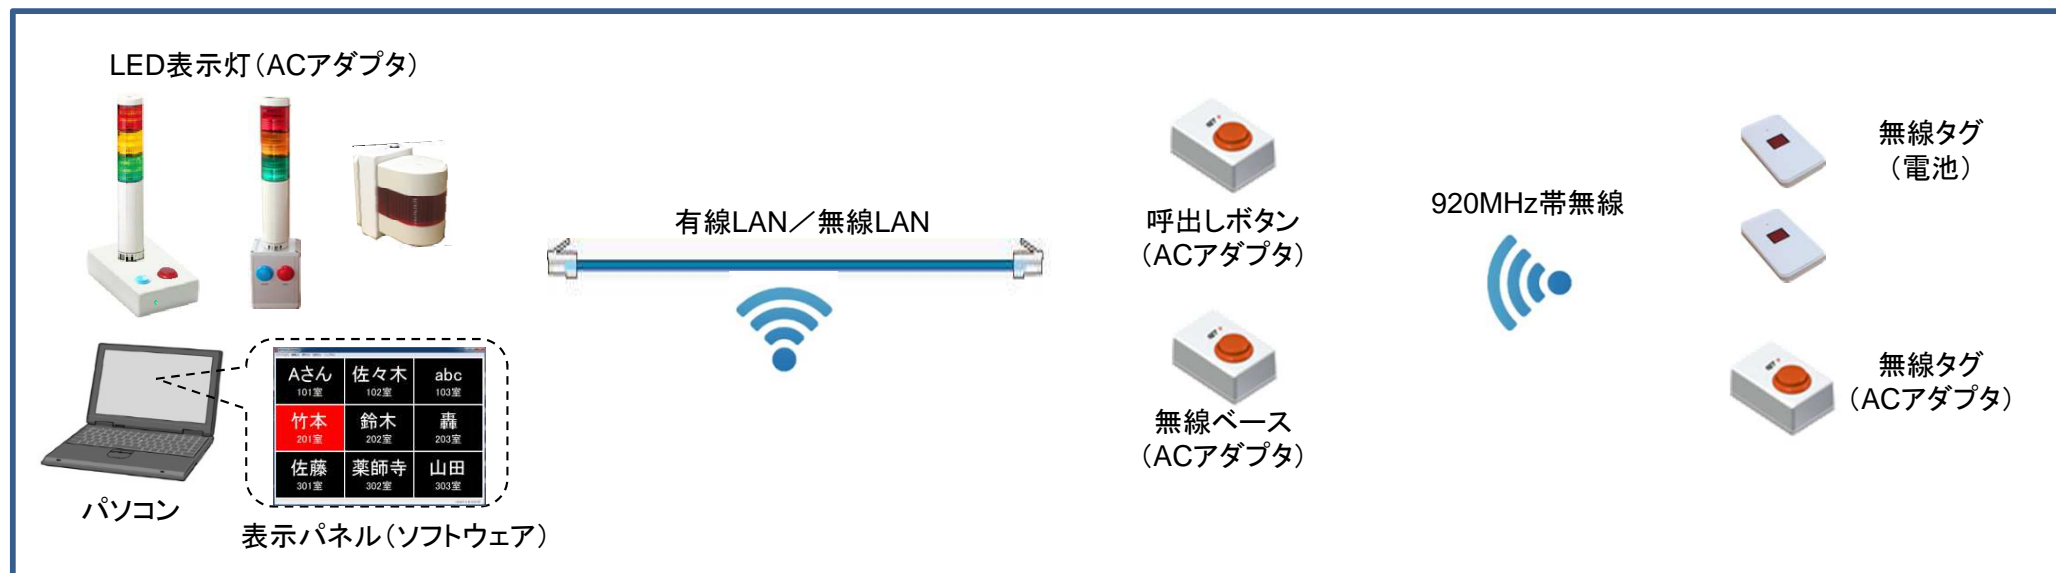 LED表示灯（ACアダプタ）
有線LAN／無線LAN
呼出しボタン
（ACアダプタ）
920MHz帯無線
無線タグ
（電池）
Aさん
101室
佐々木
102室
abc
103室
竹本
201室
鈴木
202室
轟
203室
佐藤
301室
薬師寺
302室
山田
303室
パソコン
表示パネル（ソフトウェア）
無線ベース
（ACアダプタ）
無線タグ
（ACアダプタ）